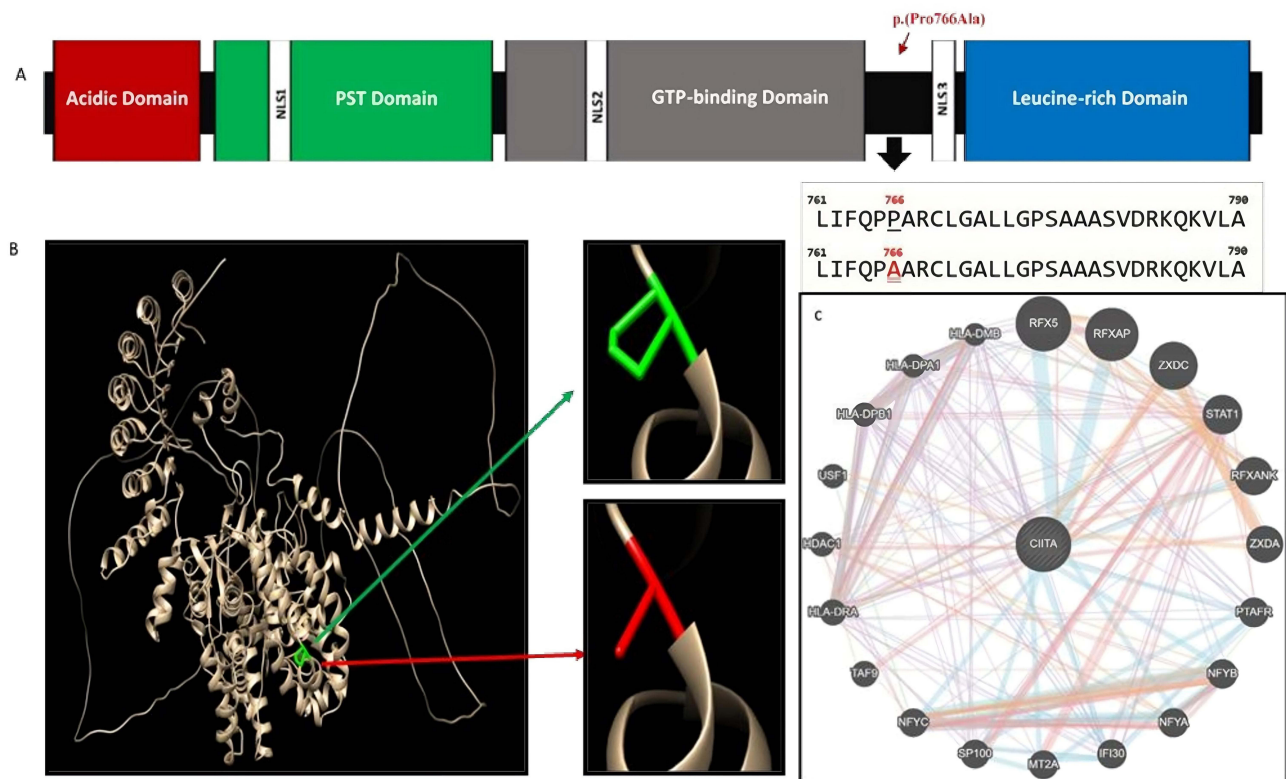 p.(Pro766Ala)
A
Acidic Domain
NLS1
PST Domain
NLS2
GTP-binding Domain
NLS3
Leucine-rich Domain
761 766 790
LIFQPPARCLGALLGPSAAASVDRKQKVLA
761 766 790
LIFQPAARCLGALLGPSAAASVDRKQKVLA
B
C
RFX5
HLA-DMB
RFXAP
HLA-DPA1
ZXDC
HLA-DPB1
STAT1
USF1
RFXANK
HDAC1
CIITA
ZXDA
HLA-DRA
PTAFR
TAF9
NFYB
NFYC
NFYA
SP100
MT2A
IFI30